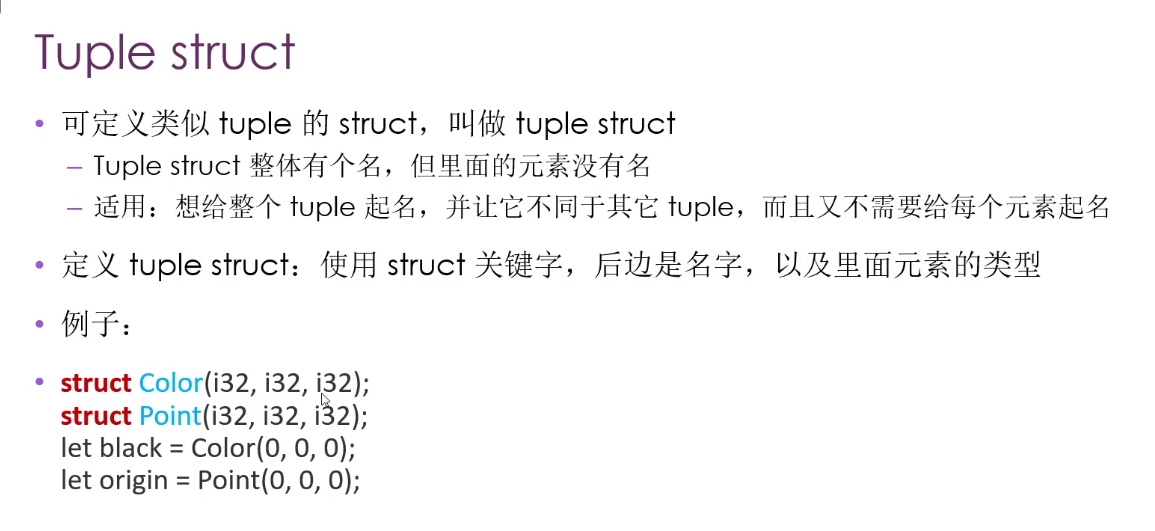 Tuple struct
• 可定义类似 tuple 的 struct，叫做 tuple struct
– Tuple struct 整体有个名，但里面的元素没有名
– 适用：想给整个 tuple 起名，并让它不同于其它 tuple，而且又不需要给每个元素起名
• 定义 tuple struct：使用 struct 关键字，后边是名字，以及里面元素的类型
• 例子：
• struct Color(i32, i32, i32);
struct Point(i32, i32, i32);
let black = Color(0, 0, 0);
let origin = Point(0, 0, 0);